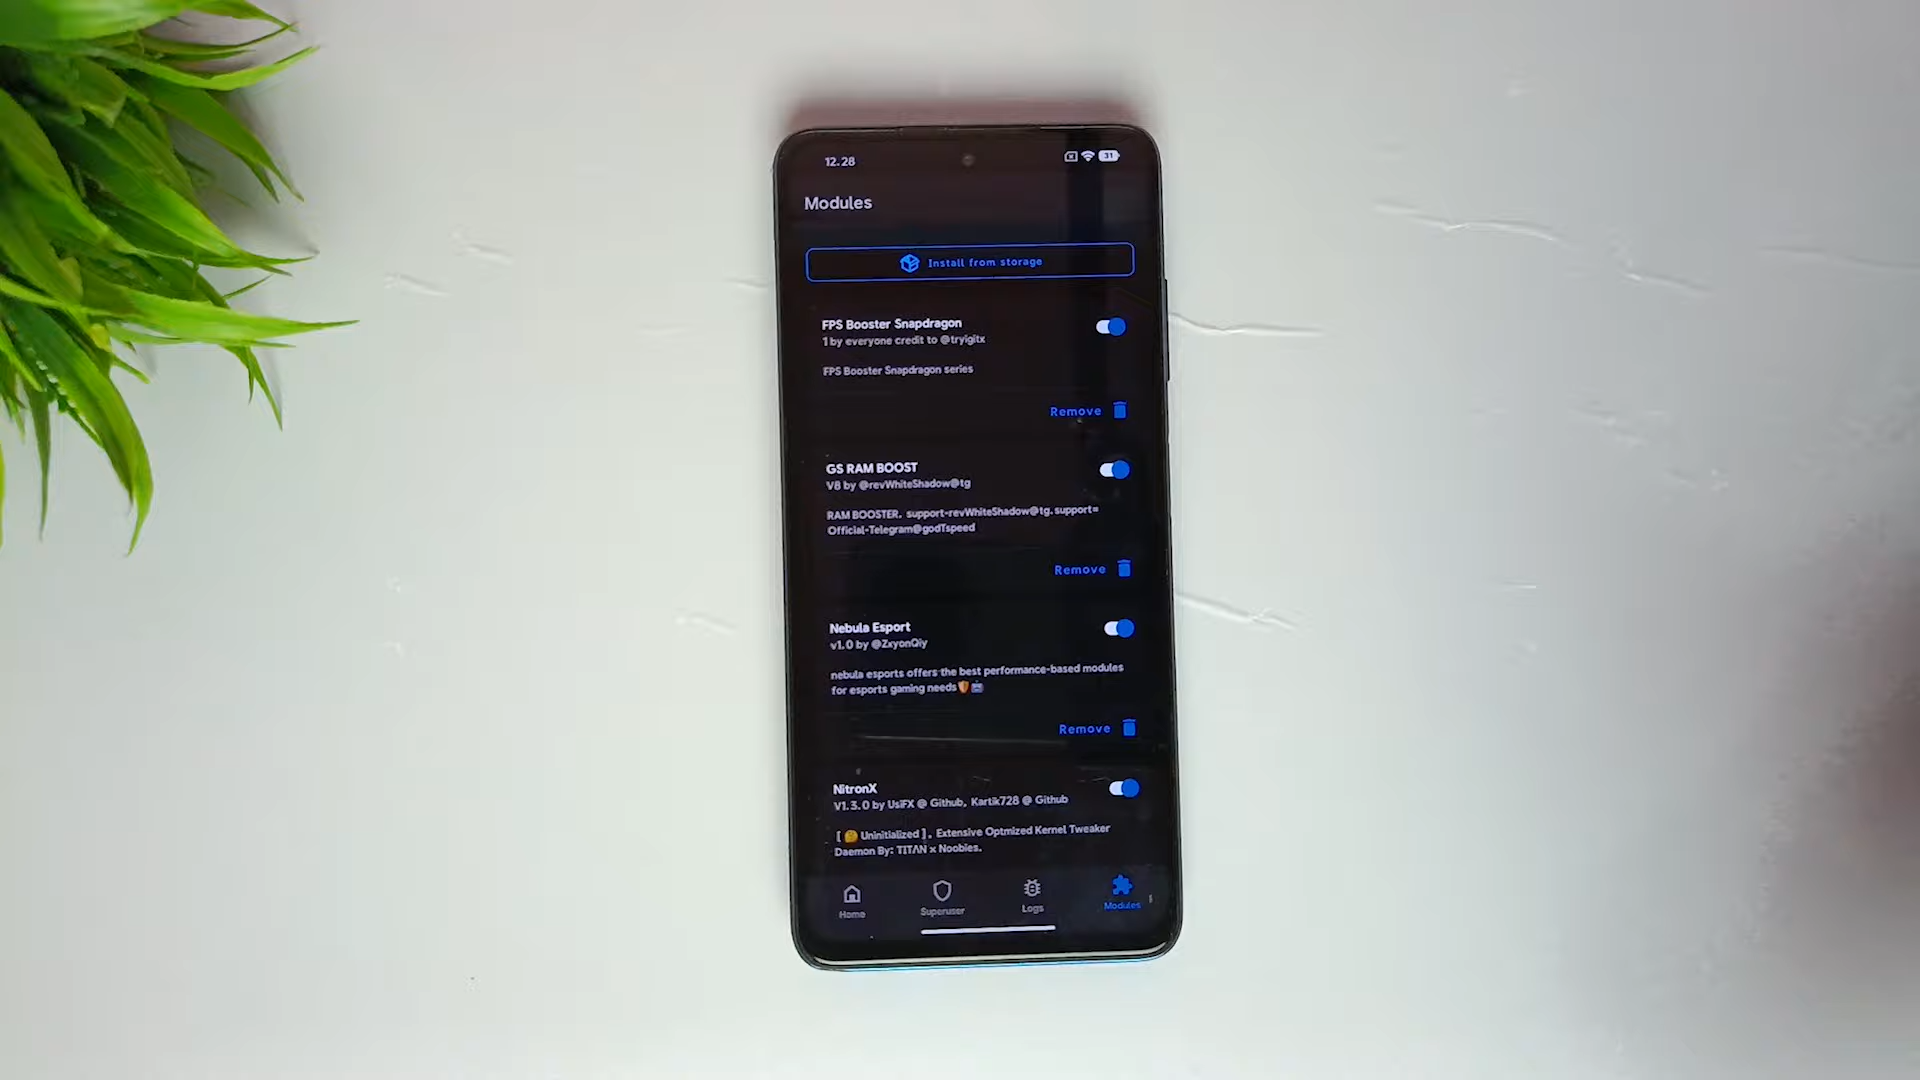 12.28
31
Modules
Install from storage
FPS Booster Snapdragon
1 by everyone credit to @tryigitx
FPS Booster Snapdragon series
Remove
GS RAM BOOST
V8 by @revWhiteShadow@tg
RAM BOOSTER. support-revWhiteShadow@tg. support=
Official-Telegram@godTspeed
Remove
Nebula Esport
v1.0 by @ZxyonQiy
nebula esports offers the best performance-based modules
for esports gaming needs🛡️🤖
Remove
NitronX
V1.3.0 by UsiFX @ Github, Kartik728 @ Github
[ 🤔 Uninitialized ]. Extensive Optmized Kernel Tweaker
Daemon By: TITAN x Noobies.
Home
Superuser
Logs
Modules